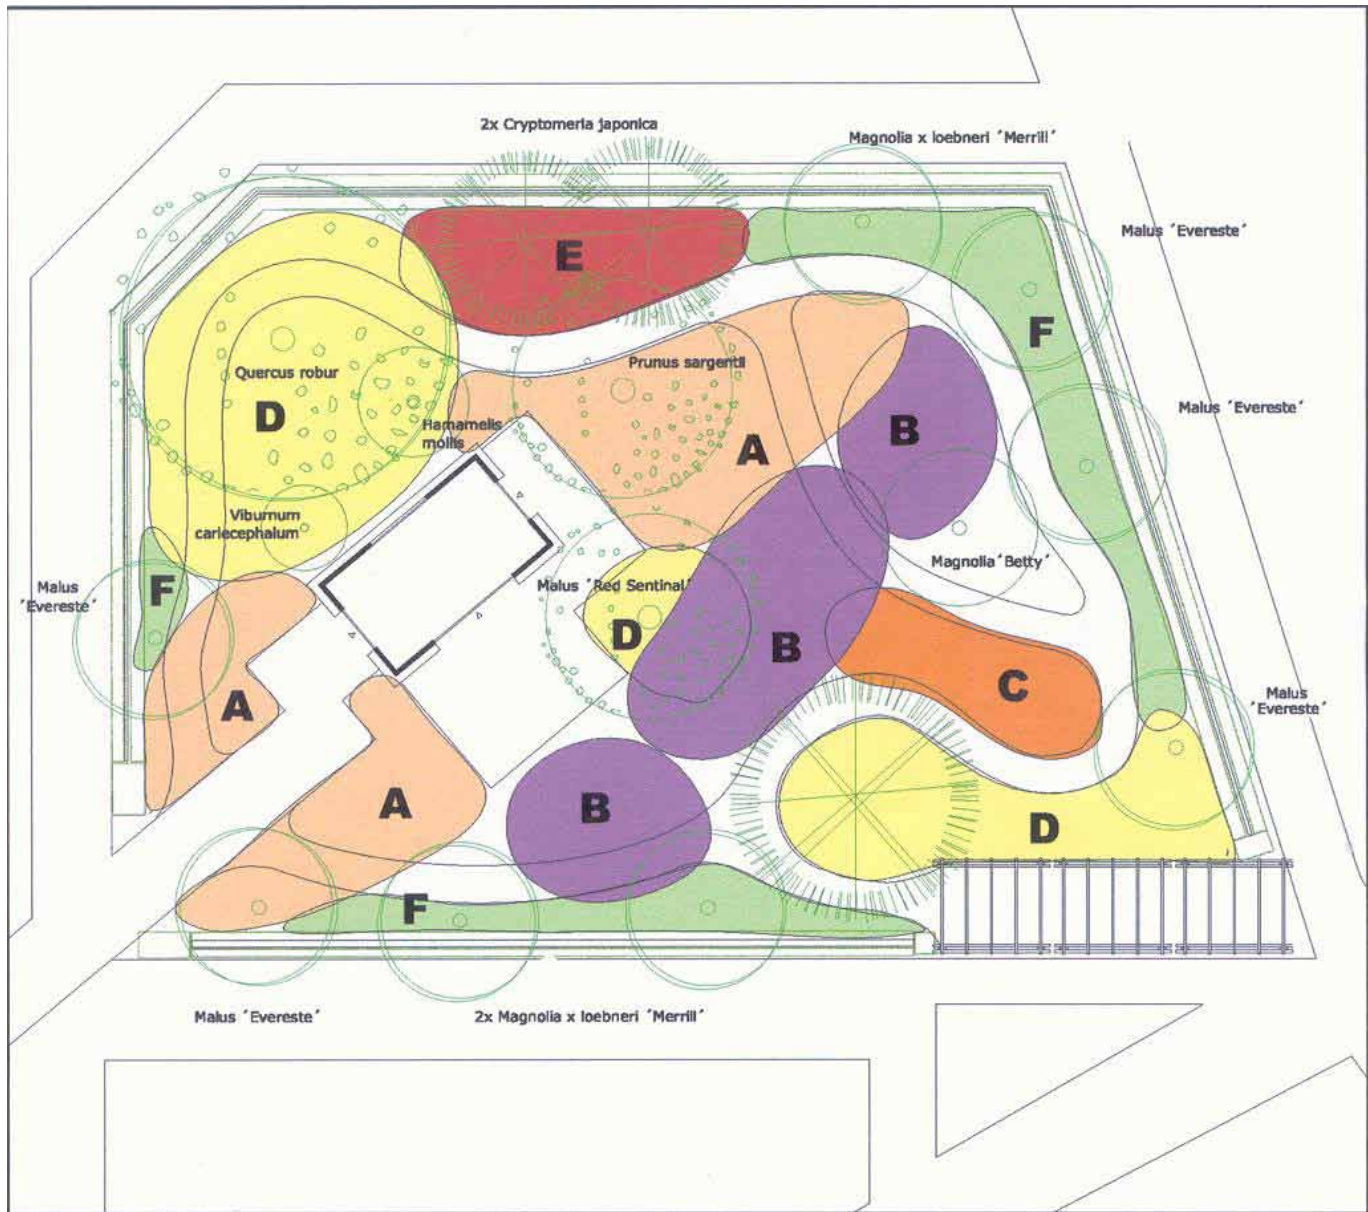 2x Cryptomeria japonica
Magnolia x loebneri ´Merrill´
Malus ´Evereste´
E
F
Prunus sargentii
Quercus robur
D
Hamamelis
mollis
Malus ´Evereste´
A
B
Viburnum
carlecephalum
Magnolia´Betty´
Malus
´Evereste´
F
Malus ´Red Sentinal´
D
B
C
Malus
´Evereste´
A
A
B
D
F
Malus ´Evereste´
2x Magnolia x loebneri ´Merrill´